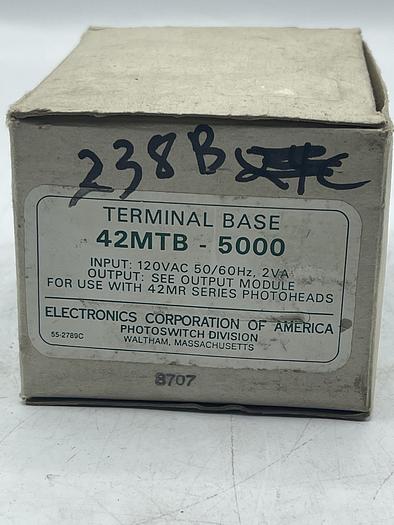 238B
TERMINAL BASE
42MTB - 5000
INPUT: 120VAC 50/60Hz, 2VA
OUTPUT: SEE OUTPUT MODULE
FOR USE WITH 42MR SERIES PHOTOHEADS
ELECTRONICS CORPORATION OF AMERICA
PHOTOSWITCH DIVISION
55-2789C
WALTHAM, MASSACHUSETTS
8707